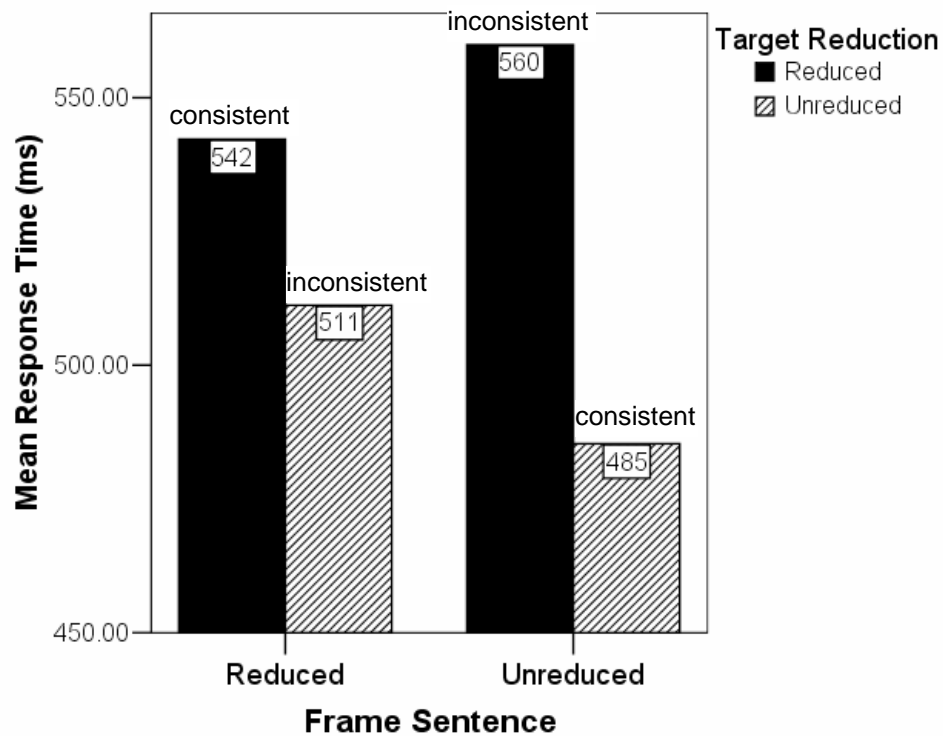 inconsistent
Target Reduction
Reduced
Unreduced
560
550.00
consistent
542
inconsistent
511
500.00
consistent
485
450.00
Mean Response Time (ms)
Reduced
Unreduced
Frame Sentence